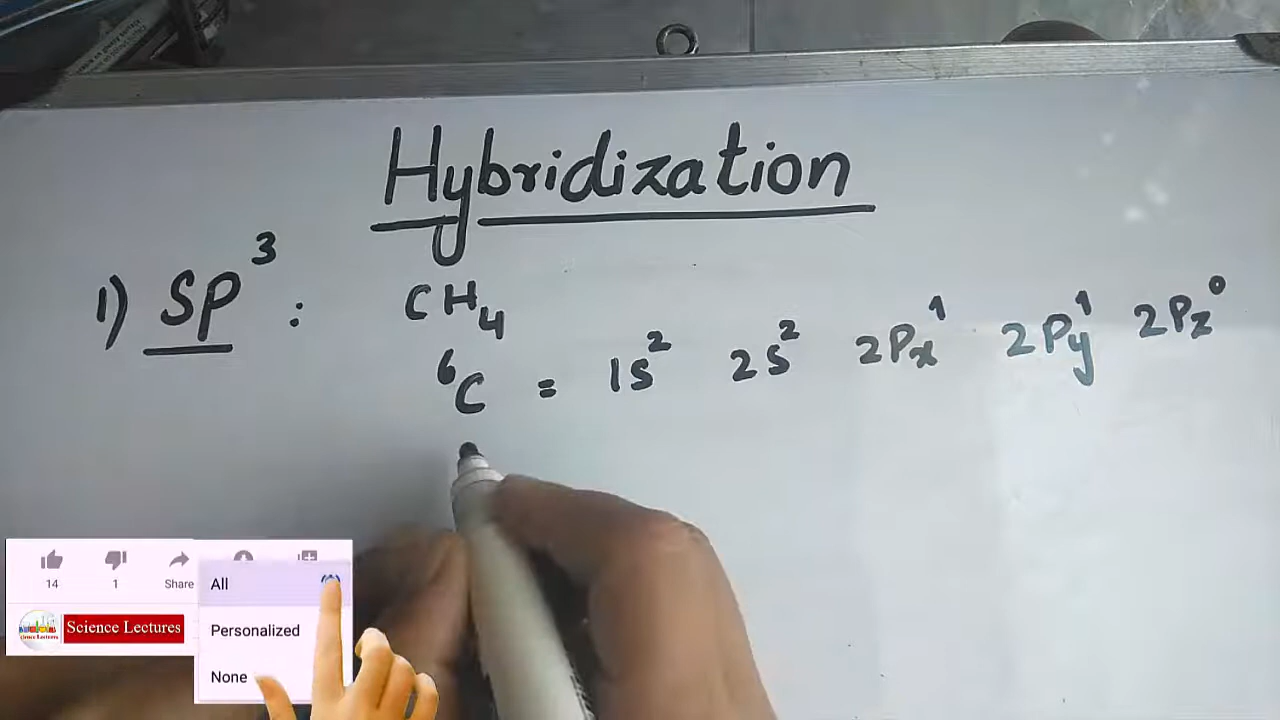 Hybridization
1) SP³ :
CH₄
⁶C = 1S² 2S² 2Pₓ¹ 2Py¹ 2Pz⁰
14 1 Share
All
Science Lectures
Personalized
None